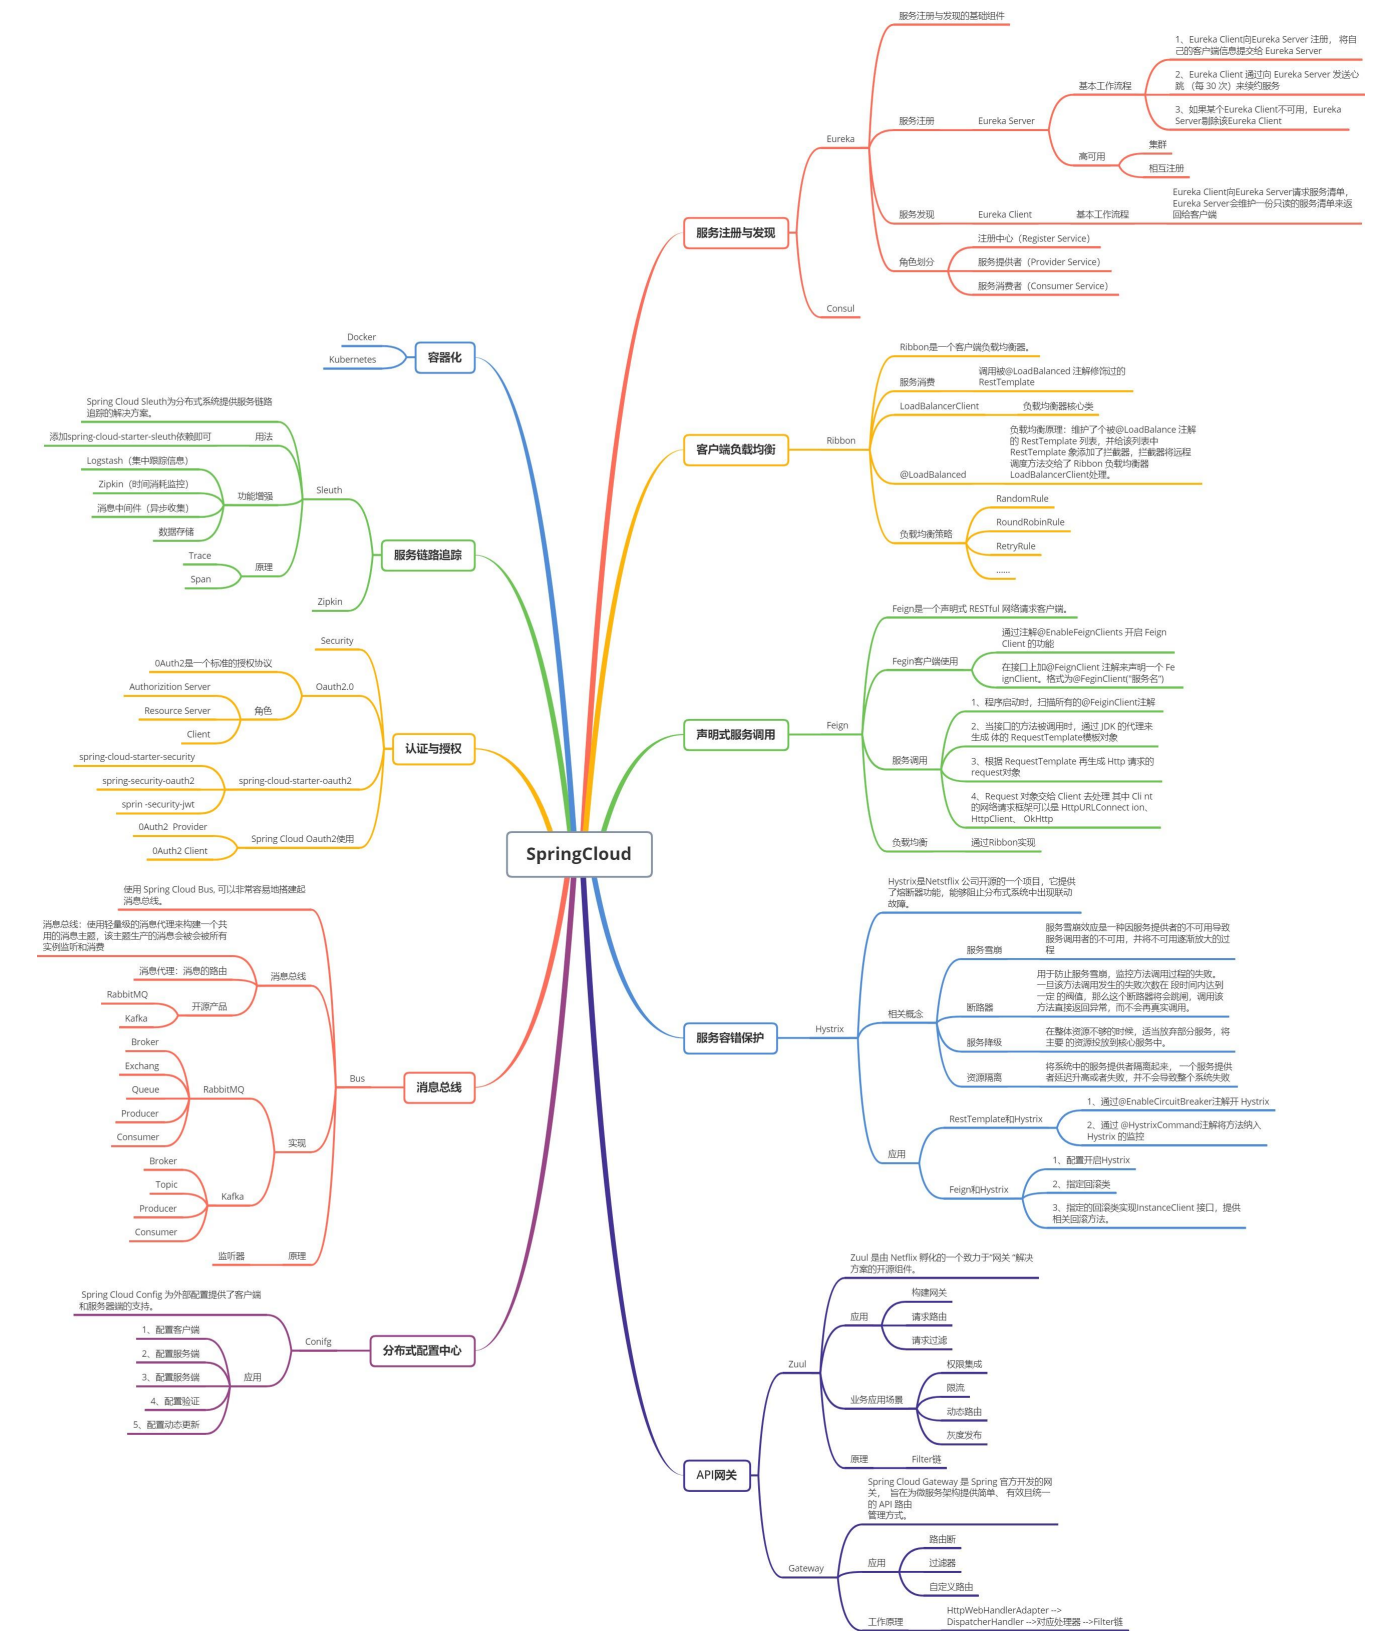 SpringCloud
服务注册与发现
Eureka
服务注册与发现的基础组件
服务注册
Eureka Server
基本工作流程
1、Eureka Client向Eureka Server 注册， 将自
己的客户端信息提交给 Eureka Server
2、Eureka Client 通过向 Eureka Server 发送心
跳 （每 30 次）来续约服务
3、如果某个Eureka Client不可用，Eureka
Server剔除该Eureka Client
高可用
集群
相互注册
服务发现
Eureka Client
基本工作流程
Eureka Client向Eureka Server请求服务清单，
Eureka Server会维护一份只读的服务清单来返
回给客户端
角色划分
注册中心（Register Service）
服务提供者（Provider Service）
服务消费者（Consumer Service）
Consul
客户端负载均衡
Ribbon
Ribbon是一个客户端负载均衡器。
服务消费
调用被@LoadBalanced 注解修饰过的
RestTemplate
LoadBalancerClient
负载均衡器核心类
@LoadBalanced
负载均衡原理：维护了个被@LoadBalance 注解
的 RestTemplate 列表，并给该列表中
RestTemplate 象添加了拦截器，拦截器将远程
调度方法交给了 Ribbon 负载均衡器
LoadBalancerClient处理。
负载均衡策略
RandomRule
RoundRobinRule
RetryRule
......
声明式服务调用
Feign
Feign是一个声明式 RESTful 网络请求客户端。
Fegin客户端使用
通过注解@EnableFeignClients 开启 Feign
Client 的功能
在接口上加@FeignClient 注解来声明一个 Fe
ignClient。格式为@FeginClient("服务名")
服务调用
1、程序启动时，扫描所有的@FeiginClient注解
2、当接口的方法被调用时，通过 JDK 的代理来
生成 体的 RequestTemplate模板对象
3、根据 RequestTemplate 再生成 Http 请求的
request对象
4、Request 对象交给 Client 去处理 其中 Cli nt
的网络请求框架可以是 HttpURLConnect ion、
HttpClient、 OkHttp
负载均衡
通过Ribbon实现
服务容错保护
Hystrix
Hystrix是Netstflix 公司开源的一个项目，它提供
了熔断器功能，能够阻止分布式系统中出现联动
故障。
相关概念
服务雪崩
服务雪崩效应是一种因服务提供者的不可用导致
服务调用者的不可用，并将不可用逐渐放大的过
程
断路器
用于防止服务雪崩，监控方法调用过程的失败。
一旦该方法调用发生的失败次数在 段时间内达到
一定 的阀值，那么这个断路器将会跳闸，调用该
方法直接返回异常，而不会再真实调用。
服务降级
在整体资源不够的时候，适当放弃部分服务，将
主要 的资源投放到核心服务中。
资源隔离
将系统中的服务提供者隔离起来， 一个服务提供
者延迟升高或者失败，并不会导致整个系统失败
应用
RestTemplate和Hystrix
1、通过@EnableCircuitBreaker注解开 Hystrix
2、通过 @HystrixCommand注解将方法纳入
Hystrix 的监控
Feign和Hystrix
1、配置开启Hystrix
2、指定回滚类
3、指定的回滚类实现InstanceClient 接口，提供
相关回滚方法。
API网关
Zuul
Zuul 是由 Netflix 孵化的一个致力于"网关 "解决
方案的开源组件。
应用
构建网关
请求路由
请求过滤
业务应用场景
权限集成
限流
动态路由
灰度发布
原理
Filter链
Gateway
Spring Cloud Gateway 是 Spring 官方开发的网
关， 旨在为微服务架构提供简单、 有效且统一
的 API 路由
管理方式。
应用
路由断
过滤器
自定义路由
工作原理
HttpWebHandlerAdapter -->
DispatcherHandler -->对应处理器 -->Filter链
容器化
Docker
Kubernetes
服务链路追踪
Sleuth
Spring Cloud Sleuth为分布式系统提供服务链路
追踪的解决方案。
用法
添加spring-cloud-starter-sleuth依赖即可
功能增强
Logstash（集中跟踪信息）
Zipkin（时间消耗监控）
消息中间件（异步收集）
数据存储
原理
Trace
Span
Zipkin
认证与授权
Security
Oauth2.0
0Auth2是一个标准的授权协议
角色
Authorizition Server
Resource Server
Client
spring-cloud-starter-oauth2
spring-cloud-starter-security
spring-security-oauth2
sprin -security-jwt
Spring Cloud Oauth2使用
0Auth2 Provider
0Auth2 Client
消息总线
Bus
使用 Spring Cloud Bus, 可以非常容易地搭建起
消息总线。
消息总线
消息总线：使用轻量级的消息代理来构建一个共
用的消息主题，该主题生产的消息会被会被所有
实例监听和消费
消息代理：消息的路由
开源产品
RabbitMQ
Kafka
实现
RabbitMQ
Broker
Exchang
Queue
Producer
Consumer
Kafka
Broker
Topic
Producer
Consumer
原理
监听器
分布式配置中心
Conifg
Spring Cloud Config 为外部配置提供了客户端
和服务器端的支持。
应用
1、配置客户端
2、配置服务端
3、配置服务端
4、配置验证
5、配置动态更新